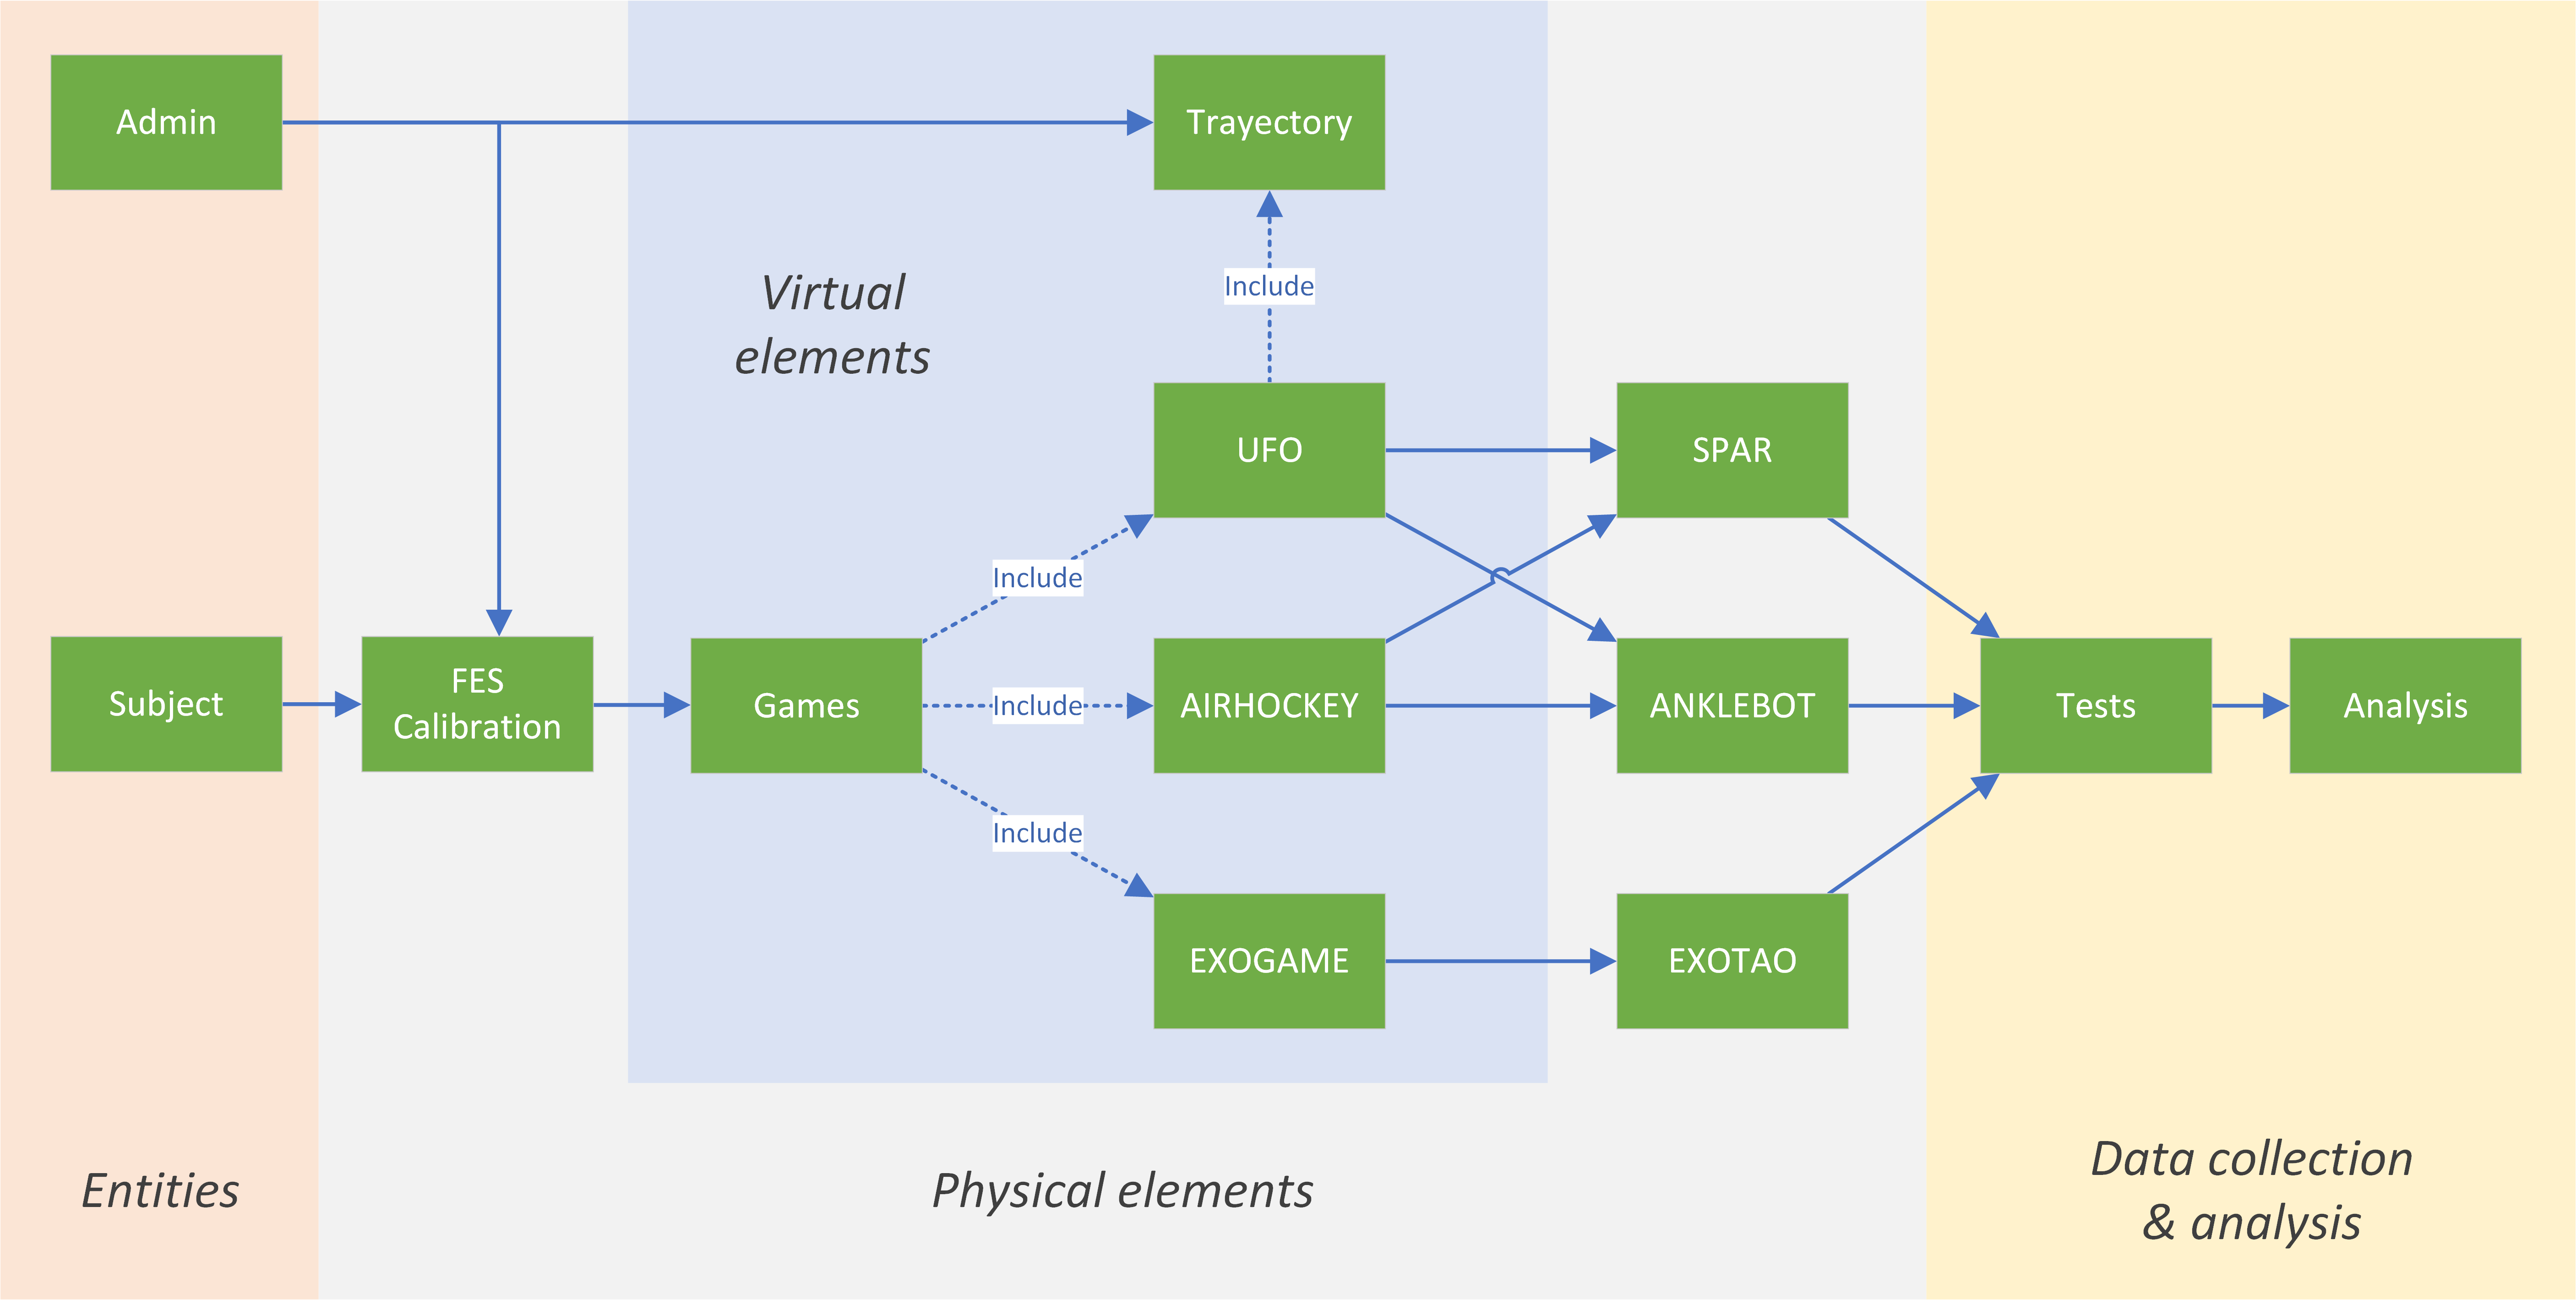 Admin
Trayectory
Virtual
elements
Include
UFO
SPAR
Include
Subject
FES
Calibration
Games
Include
AIRHOCKEY
ANKLEBOT
Tests
Analysis
Include
EXOGAME
EXOTAO
Entities
Physical elements
Data collection
& analysis